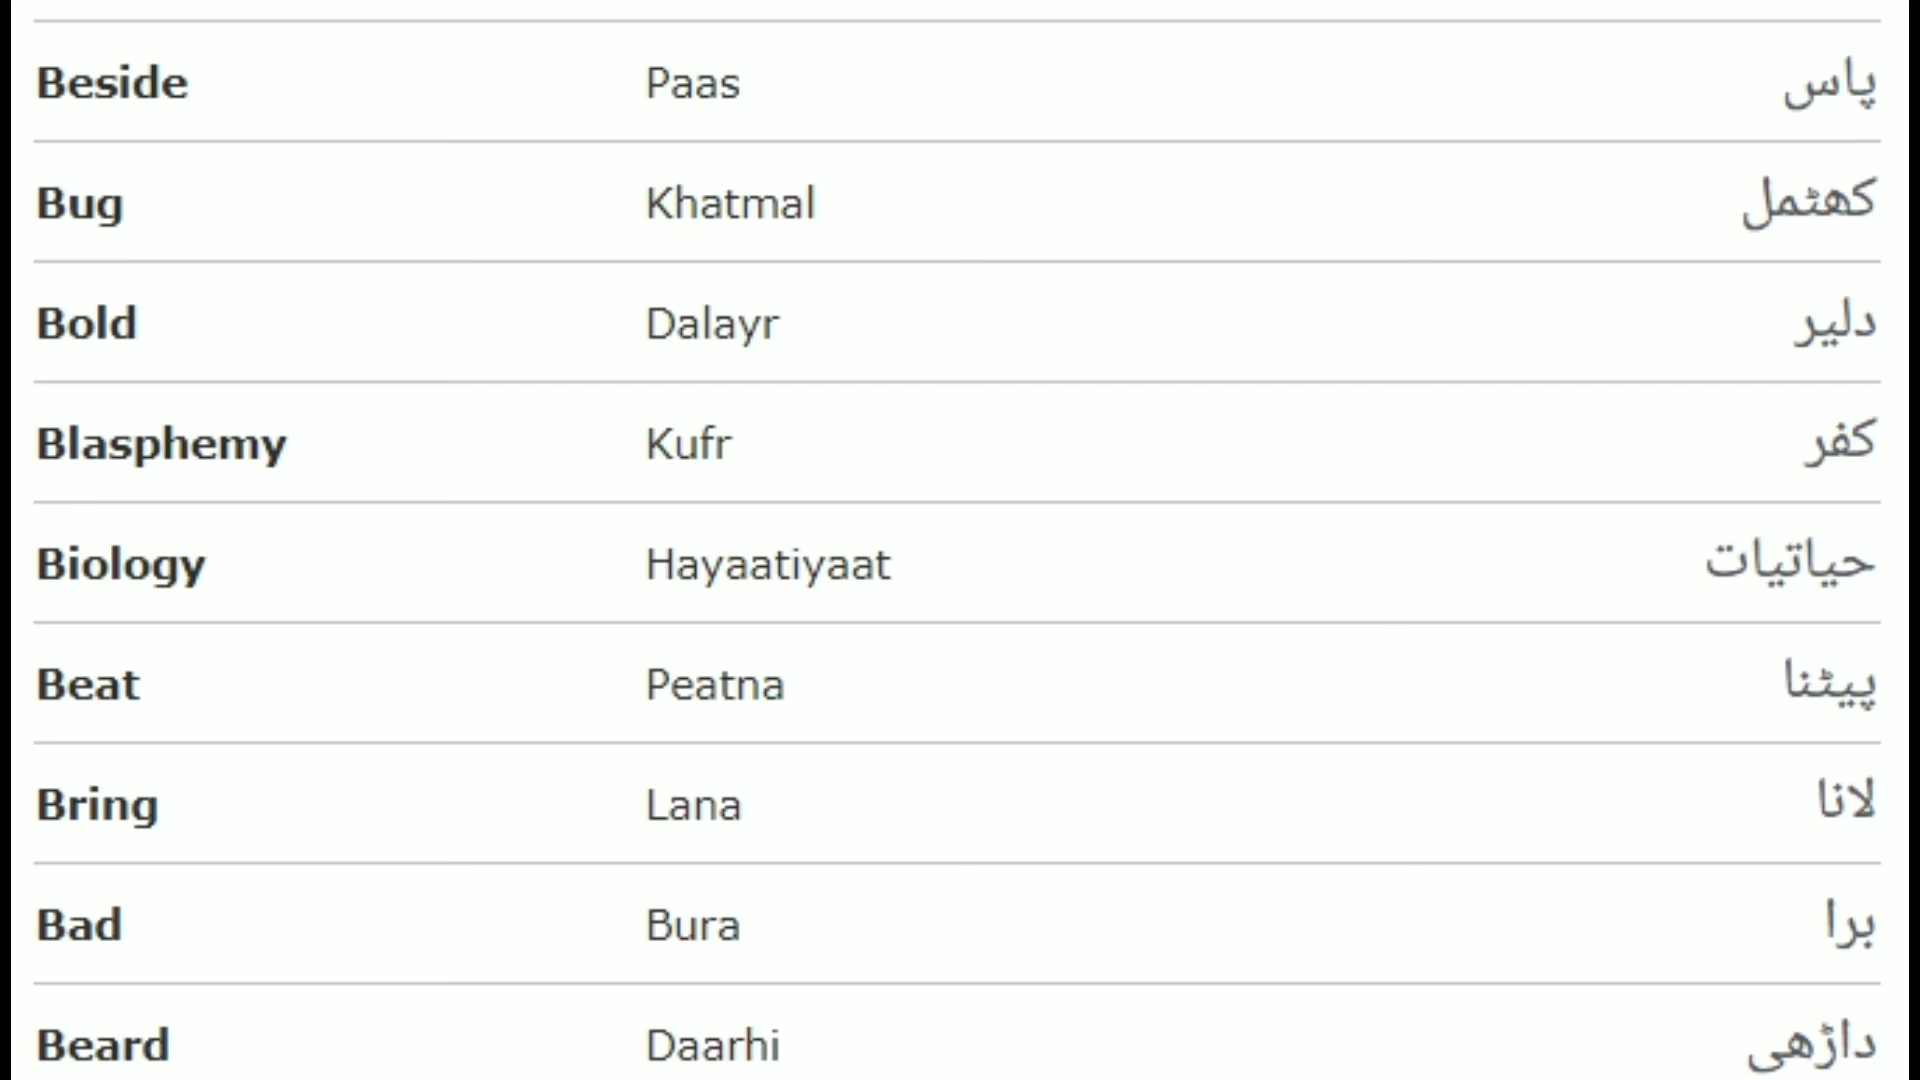 Beside Paas پاس
Bug Khatmal کھٹمل
Bold Dalayr دلیر
Blasphemy Kufr کفر
Biology Hayaatiyaat حیاتیات
Beat Peatna پیٹنا
Bring Lana لانا
Bad Bura برا
Beard Daarhi داڑھی